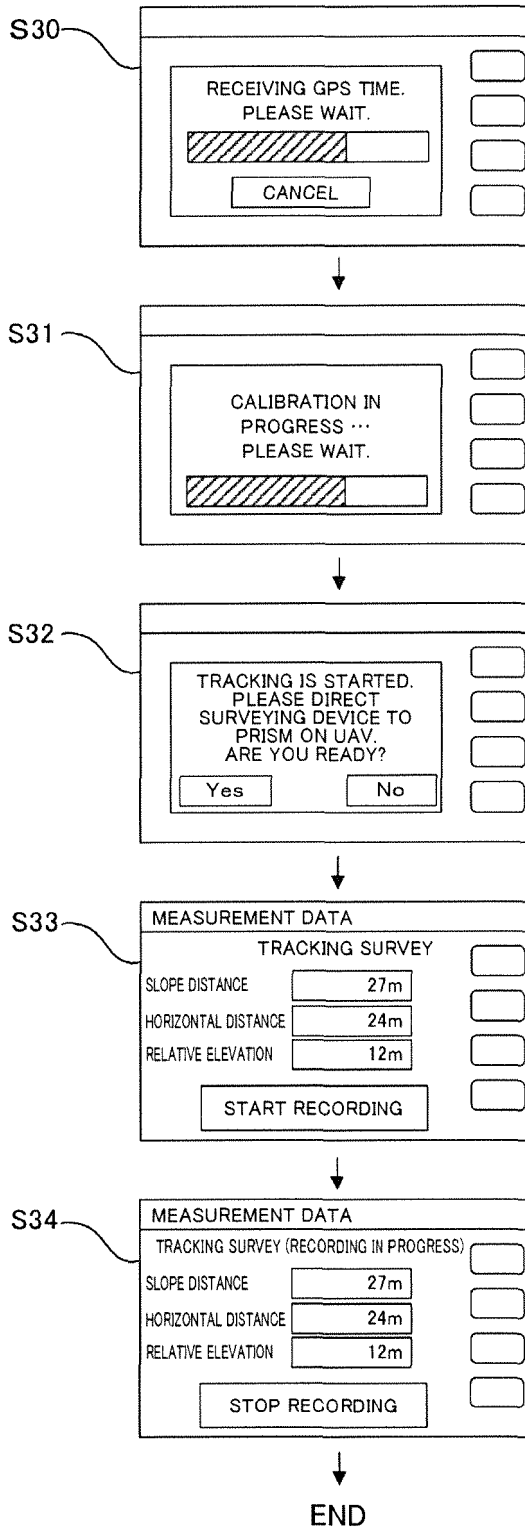 S30
RECEIVING GPS TIME.
PLEASE WAIT.
CANCEL
S31
CALIBRATION IN
PROGRESS ···
PLEASE WAIT.
S32
TRACKING IS STARTED.
PLEASE DIRECT
SURVEYING DEVICE TO
PRISM ON UAV.
ARE YOU READY?
Yes No
S33
MEASUREMENT DATA
TRACKING SURVEY
SLOPE DISTANCE 27m
HORIZONTAL DISTANCE 24m
RELATIVE ELEVATION 12m
START RECORDING
S34
MEASUREMENT DATA
TRACKING SURVEY (RECORDING IN PROGRESS)
SLOPE DISTANCE 27m
HORIZONTAL DISTANCE 24m
RELATIVE ELEVATION 12m
STOP RECORDING
END